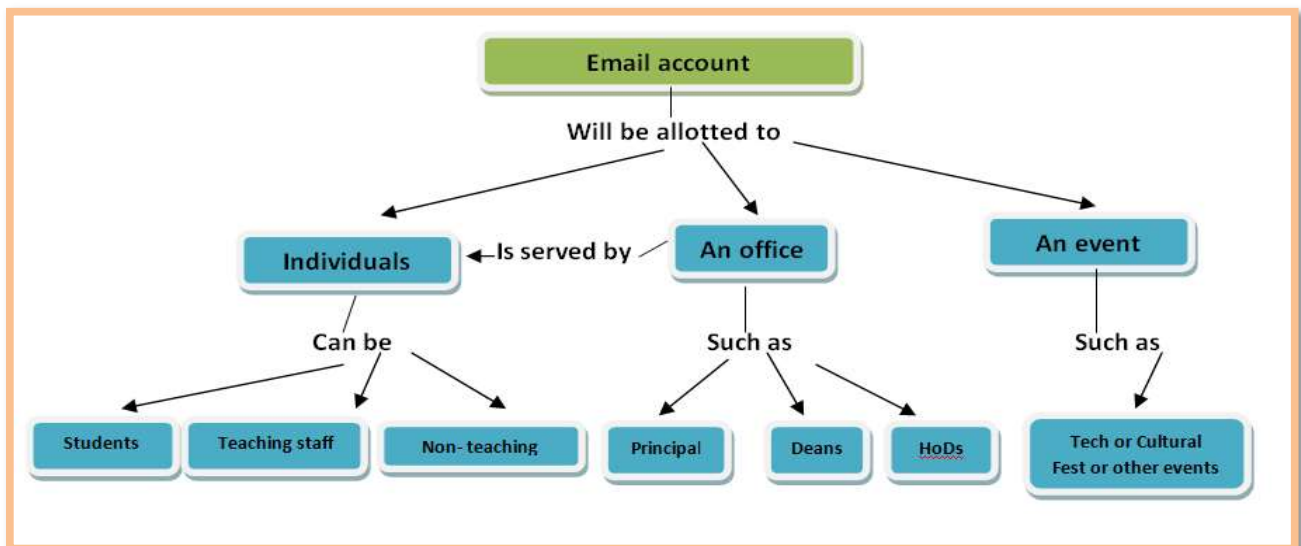 Email account
Will be allotted to
Individuals
Is served by
An office
An event
Can be
Such as
Such as
Students
Teaching staff
Non- teaching
Principal
Deans
HoDs
Tech or Cultural
Fest or other events